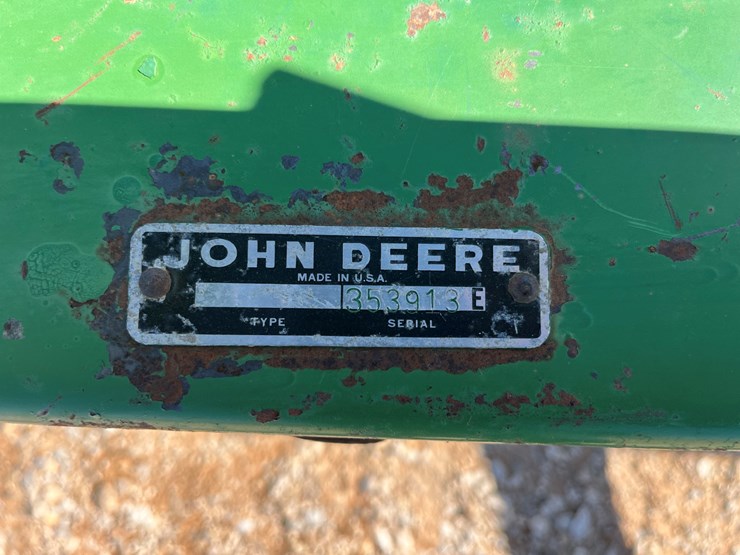 JOHN DEERE
MADE IN U.S.A.
353913 E
TYPE SERIAL